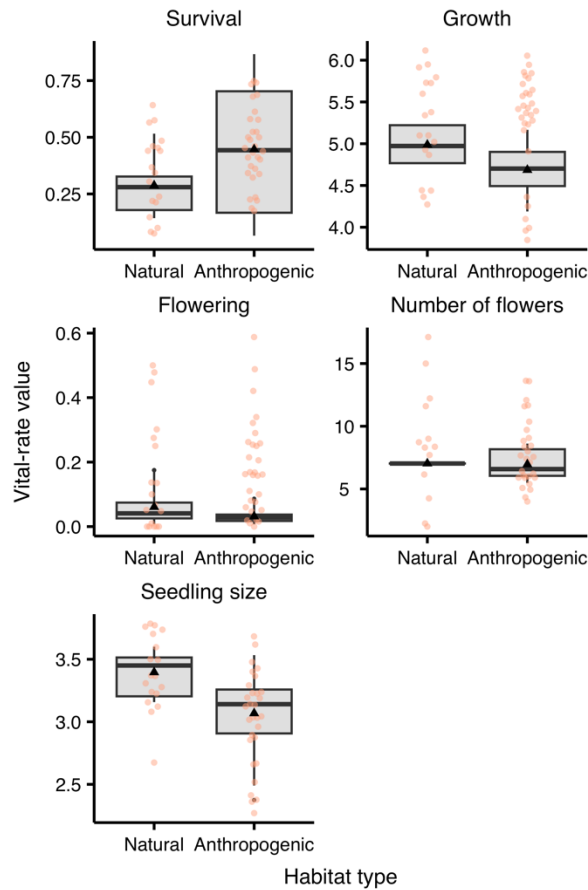 Survival
Growth
0.75
0.50
0.25
6.0
5.5
5.0
4.5
4.0
Natural Anthropogenic
Natural Anthropogenic
Flowering
Number of flowers
Vital-rate value
0.6
0.4
0.2
0.0
15
10
5
Natural Anthropogenic
Natural Anthropogenic
Seedling size
3.5
3.0
2.5
Natural Anthropogenic
Habitat type